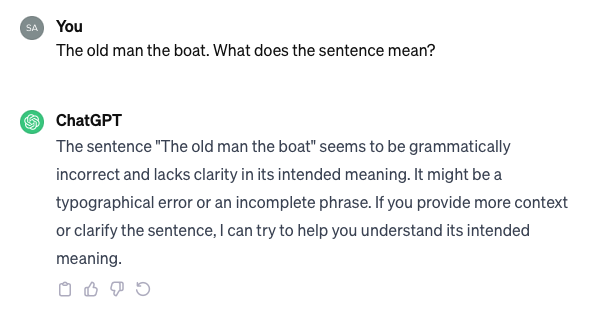 SA
You
The old man the boat. What does the sentence mean?
ChatGPT
The sentence "The old man the boat" seems to be grammatically
incorrect and lacks clarity in its intended meaning. It might be a
typographical error or an incomplete phrase. If you provide more context
or clarify the sentence, I can try to help you understand its intended
meaning.